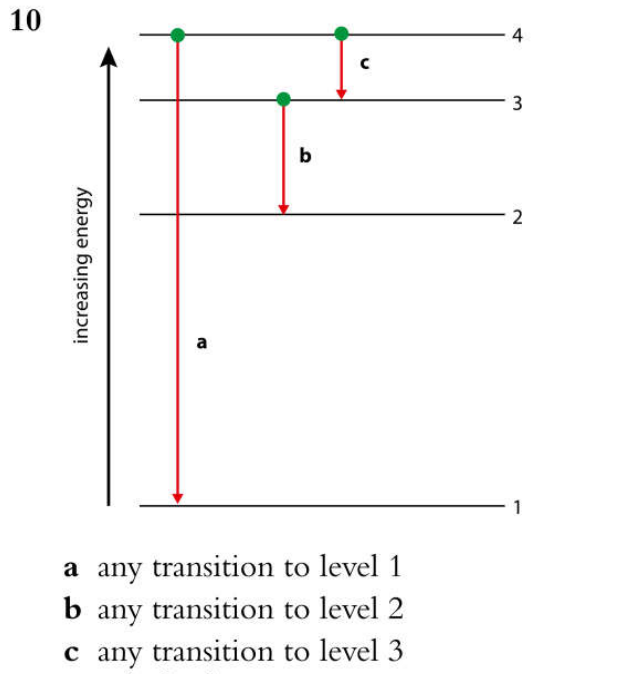 10
4
c
3
b
2
increasing energy
a
1
a any transition to level 1
b any transition to level 2
c any transition to level 3